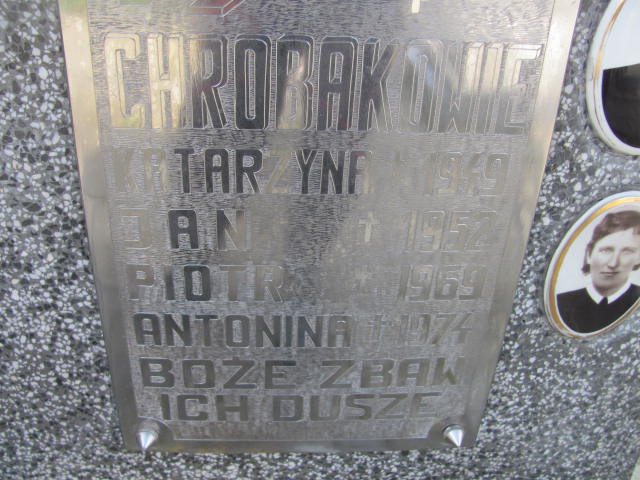 CHROBAKOWIE
KATARZYNA † 1949
JAN † 1952
PIOTR † 1969
ANTONINA † 1974
BOŻE ZBAW
ICH DUSZE